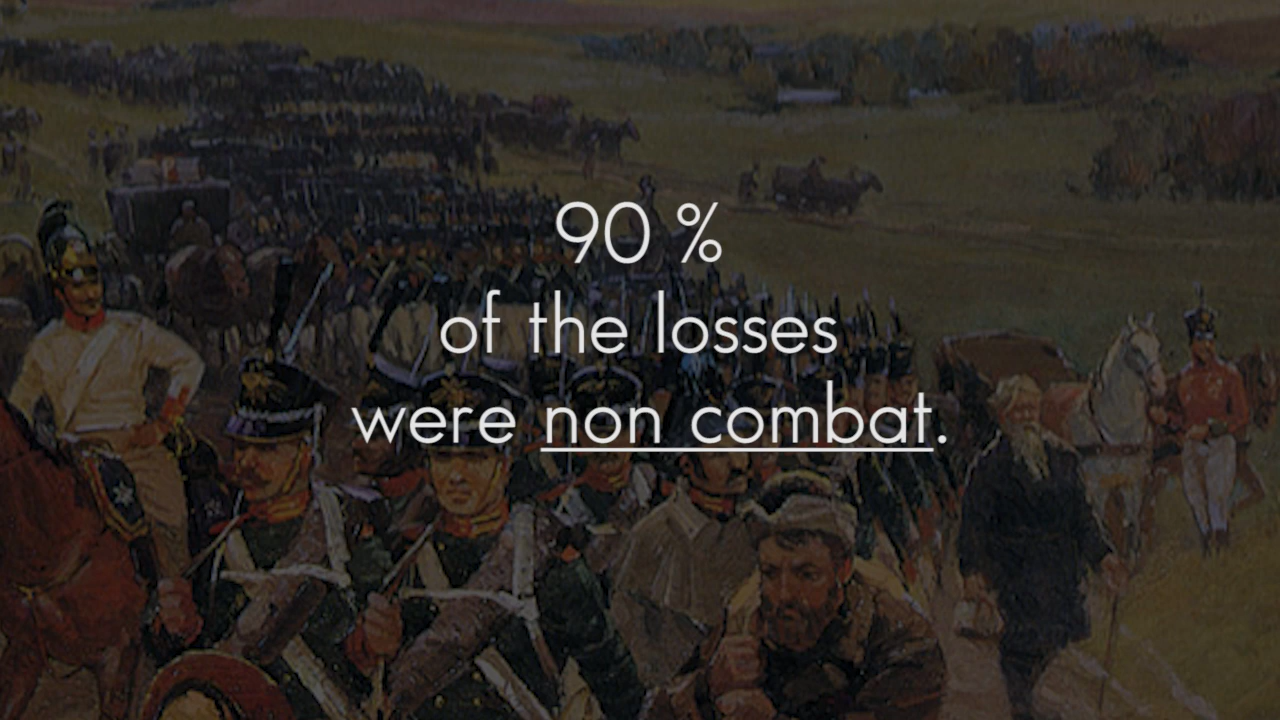 90 %
of the losses
were non combat.